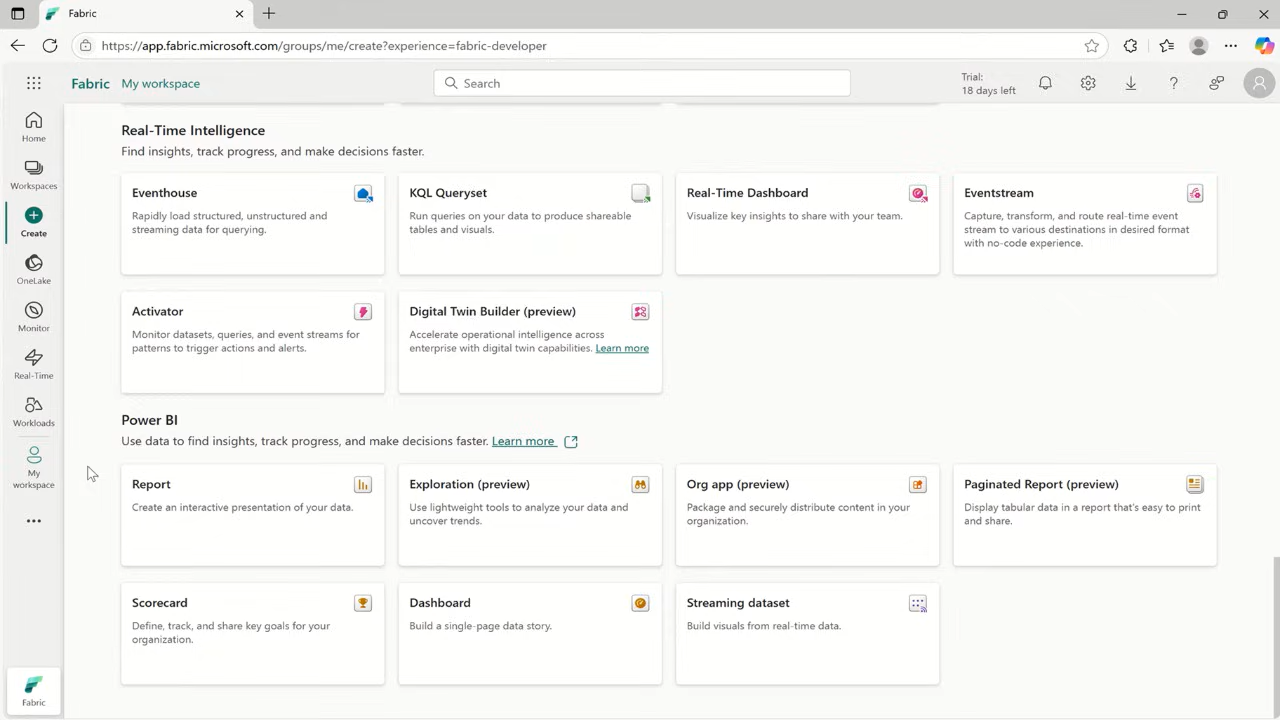 Fabric
https://app.fabric.microsoft.com/groups/me/create?experience=fabric-developer
Fabric My workspace
Search
Trial:
18 days left
Home
Workspaces
Create
OneLake
Monitor
Real-Time
Workloads
My
workspace
Fabric
Real-Time Intelligence
Find insights, track progress, and make decisions faster.
Eventhouse
Rapidly load structured, unstructured and
streaming data for querying.
KQL Queryset
Run queries on your data to produce shareable
tables and visuals.
Real-Time Dashboard
Visualize key insights to share with your team.
Eventstream
Capture, transform, and route real-time event
stream to various destinations in desired format
with no-code experience.
Activator
Monitor datasets, queries, and event streams for
patterns to trigger actions and alerts.
Digital Twin Builder (preview)
Accelerate operational intelligence across
enterprise with digital twin capabilities. Learn more
Power BI
Use data to find insights, track progress, and make decisions faster. Learn more
Report
Create an interactive presentation of your data.
Exploration (preview)
Use lightweight tools to analyze your data and
uncover trends.
Org app (preview)
Package and securely distribute content in your
organization.
Paginated Report (preview)
Display tabular data in a report that's easy to print
and share.
Scorecard
Define, track, and share key goals for your
organization.
Dashboard
Build a single-page data story.
Streaming dataset
Build visuals from real-time data.